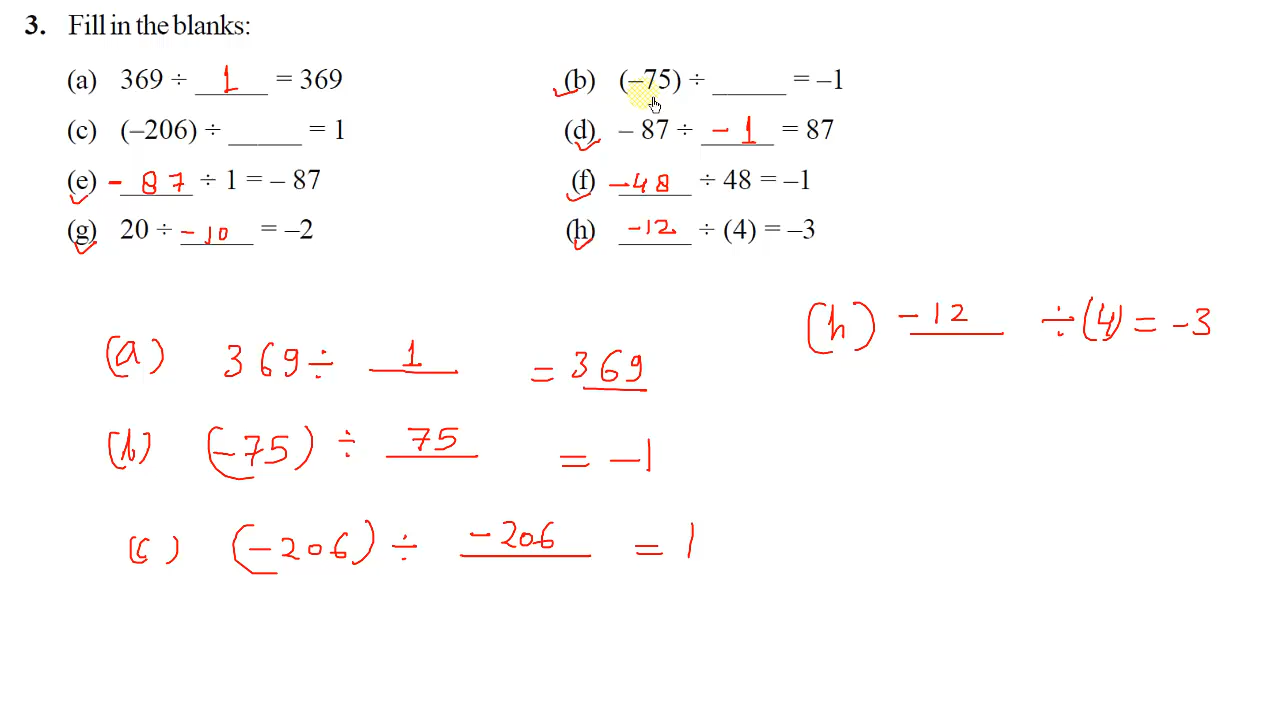 3. Fill in the blanks:
(a) 369 ÷ 1 = 369 (b) (–75) ÷ ______ = –1
(c) (–206) ÷ ______ = 1 (d) – 87 ÷ - 1 = 87
(e) - 87 ÷ 1 = – 87 (f) -48 ÷ 48 = –1
(g) 20 ÷ - 10 = –2 (h) -12 ÷ (4) = –3
(h) -12 ÷ (4) = -3
(a) 369 ÷ 1 = 369
(b) (-75) ÷ 75 = -1
(c) (-206) ÷ -206 = 1